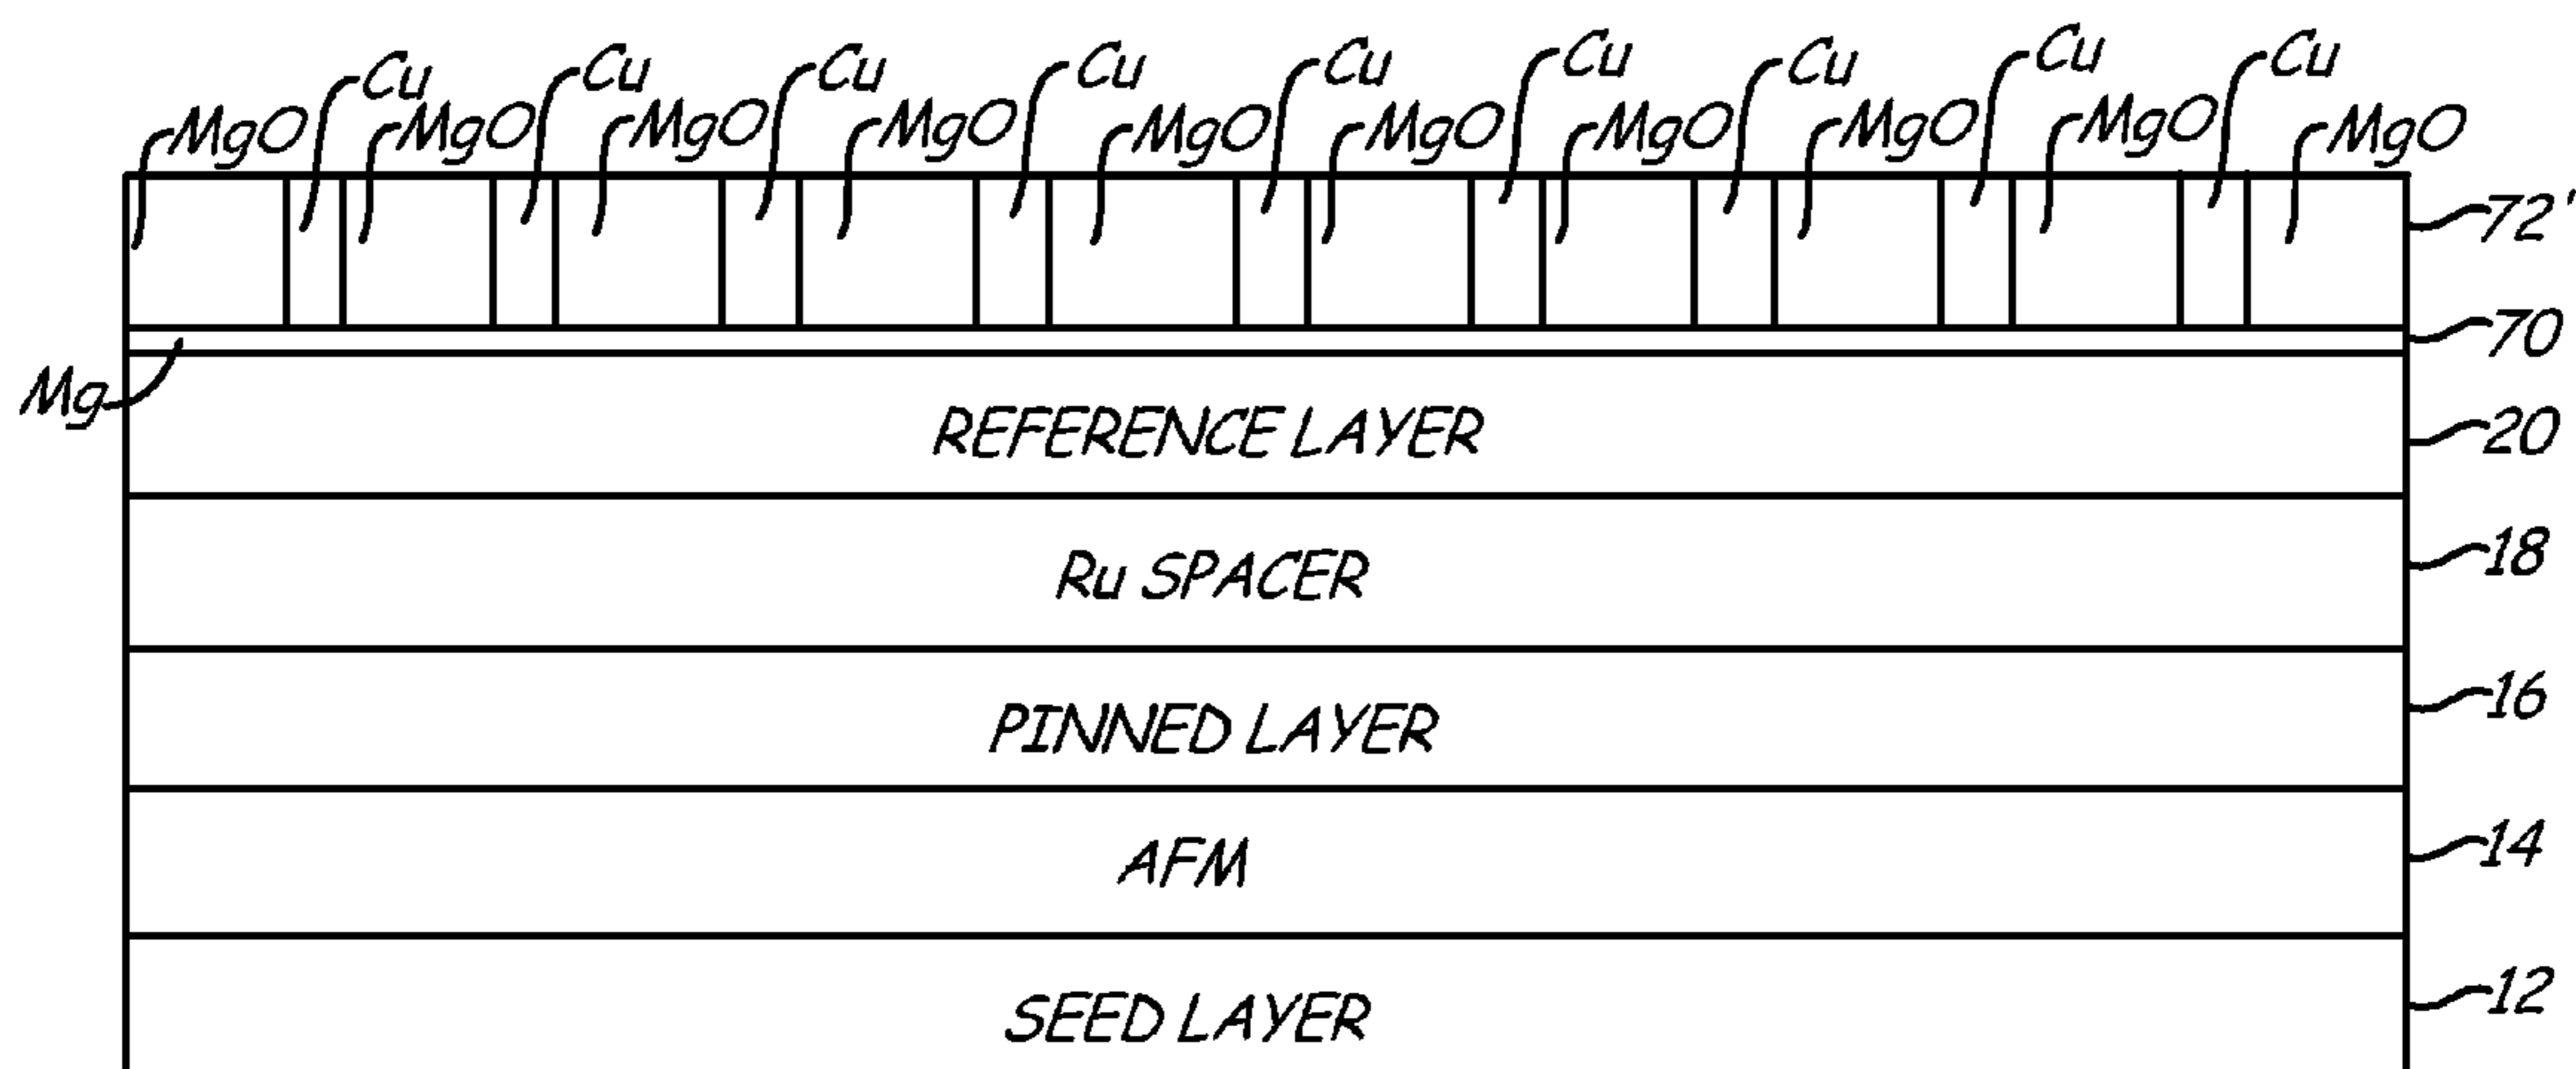 Cu Cu Cu Cu Cu Cu Cu Cu Cu
MgO MgO MgO MgO MgO MgO MgO MgO MgO MgO
72'
70
Mg
REFERENCE LAYER 20
Ru SPACER 18
PINNED LAYER 16
AFM 14
SEED LAYER 12